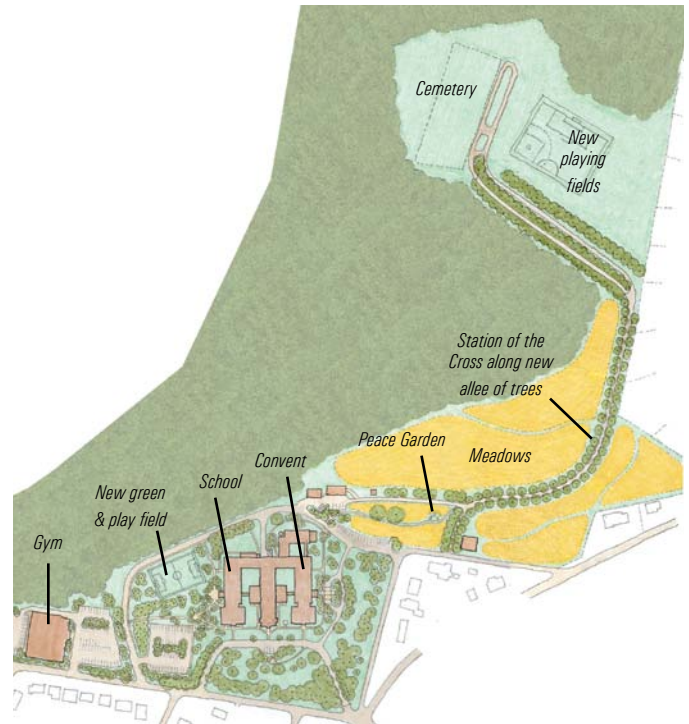 Cemetery
New
playing
fields
Station of the
Cross along new
allee of trees
Peace Garden
Meadows
Convent
School
New green
& play field
Gym